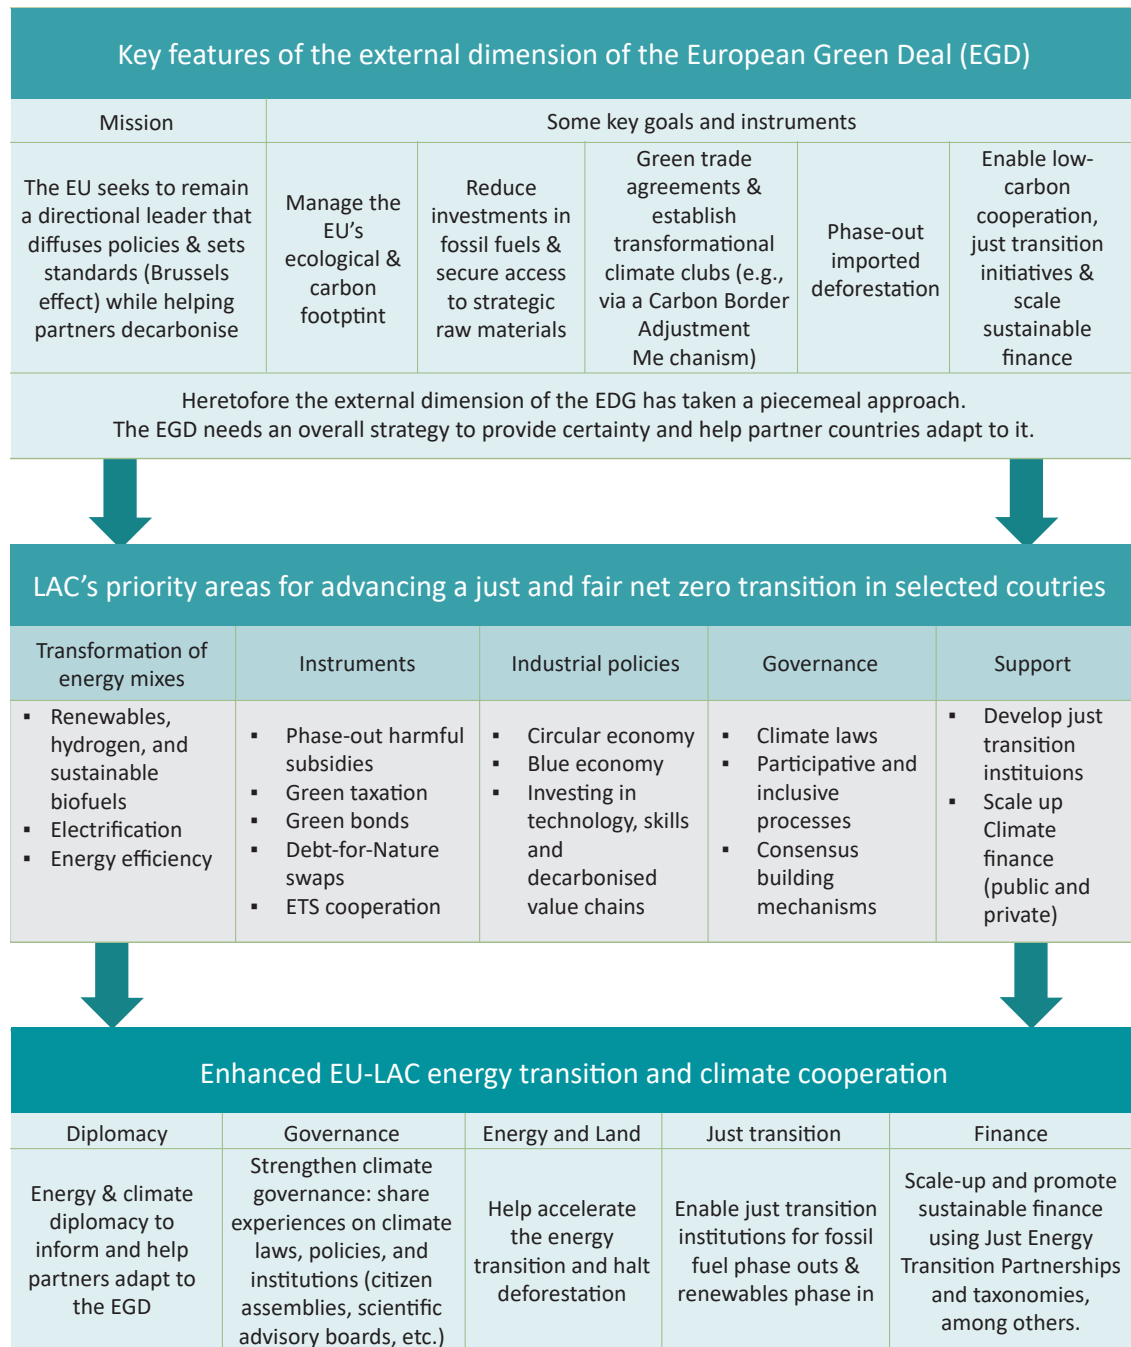 Key features of the external dimension of the European Green Deal (EGD)
Mission
Some key goals and instruments
The EU seeks to remain
a directional leader that
diffuses policies & sets
standards (Brussels
effect) while helping
partners decarbonise
Manage the
EU’s
ecological &
carbon
footptint
Reduce
investments in
fossil fuels &
secure access
to strategic
raw materials
Green trade
agreements &
establish
transformational
climate clubs (e.g.,
via a Carbon Border
Adjustment
Me chanism)
Phase-out
imported
deforestation
Enable low-
carbon
cooperation,
just transition
initiatives &
scale
sustainable
finance
Heretofore the external dimension of the EDG has taken a piecemeal approach.
The EGD needs an overall strategy to provide certainty and help partner countries adapt to it.
LAC’s priority areas for advancing a just and fair net zero transition in selected coutries
Transformation of
energy mixes
Instruments
Industrial policies
Governance
Support
▪ Renewables,
hydrogen, and
sustainable
biofuels
▪ Electrification
▪ Energy efficiency
▪ Phase-out harmful
subsidies
▪ Green taxation
▪ Green bonds
▪ Debt-for-Nature
swaps
▪ ETS cooperation
▪ Circular economy
▪ Blue economy
▪ Investing in
technology, skills
and
decarbonised
value chains
▪ Climate laws
▪ Participative and
inclusive
processes
▪ Consensus
building
mechanisms
▪ Develop just
transition
instituions
▪ Scale up
Climate
finance
(public and
private)
Enhanced EU-LAC energy transition and climate cooperation
Diplomacy
Governance
Energy and Land
Just transition
Finance
Energy & climate
diplomacy to
inform and help
partners adapt to
the EGD
Strengthen climate
governance: share
experiences on climate
laws, policies, and
institutions (citizen
assemblies, scientific
advisory boards, etc.)
Help accelerate
the energy
transition and halt
deforestation
Enable just transition
institutions for fossil
fuel phase outs &
renewables phase in
Scale-up and promote
sustainable finance
using Just Energy
Transition Partnerships
and taxonomies,
among others.